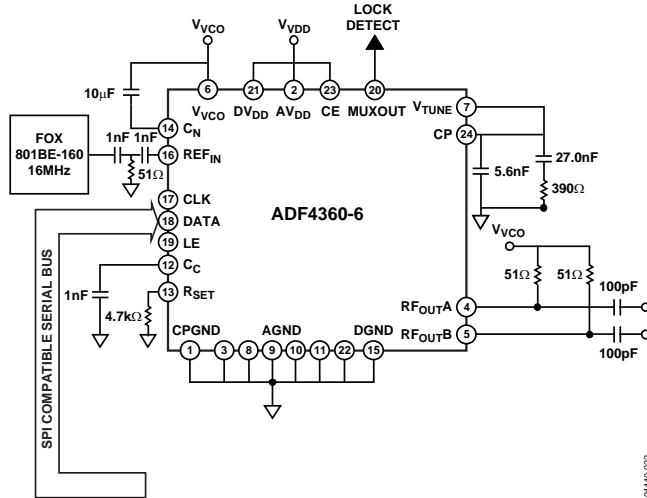 LOCK
DETECT
VVCO
VVDD
6
21
2
23
20
VVCO
DVDD
AVDD
CE
MUXOUT
10µF
14
CN
VTUNE
7
CP
24
FOX
801BE-160
16MHz
1nF
1nF
16
REFIN
51Ω
5.6nF
27.0nF
390Ω
17
CLK
18
DATA
19
LE
ADF4360-6
12
CC
13
RSET
1nF
4.7kΩ
VVCO
51Ω
51Ω
100pF
RFOUTA
4
RFOUTB
5
100pF
CPGND
AGND
DGND
1
3
8
9
10
11
22
15
SPI COMPATIBLE SERIAL BUS
04440-023